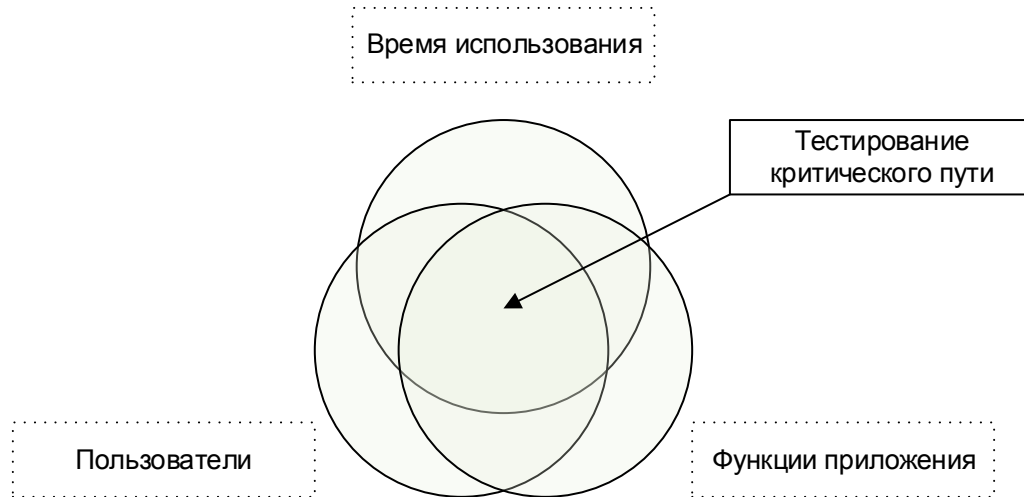 Время использования
Тестирование
критического пути
Пользователи
Функции приложения